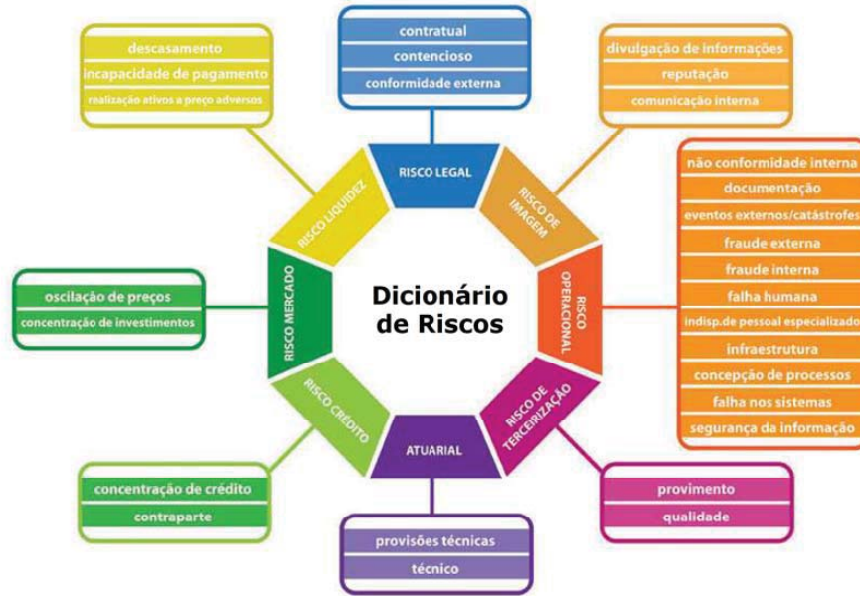 descasamento
incapacidade de pagamento
realização ativos a preço adversos
contratual
contencioso
conformidade externa
divulgação de informações
reputação
comunicação interna
RISCO LIQUIDEZ
RISCO LEGAL
RISCO DE
IMAGEM
não conformidade interna
documentação
eventos externos/catástrofes
fraude externa
fraude interna
falha humana
indisp.de pessoal especializado
infraestrutura
concepção de processos
falha nos sistemas
segurança da informação
oscilação de preços
concentração de investimentos
RISCO MERCADO
Dicionário
de Riscos
RISCO
OPERACIONAL
RISCO CRÉDITO
ATUARIAL
RISCO DE
TERCEIRIZAÇÃO
concentração de crédito
contraparte
provisões técnicas
técnico
provimento
qualidade